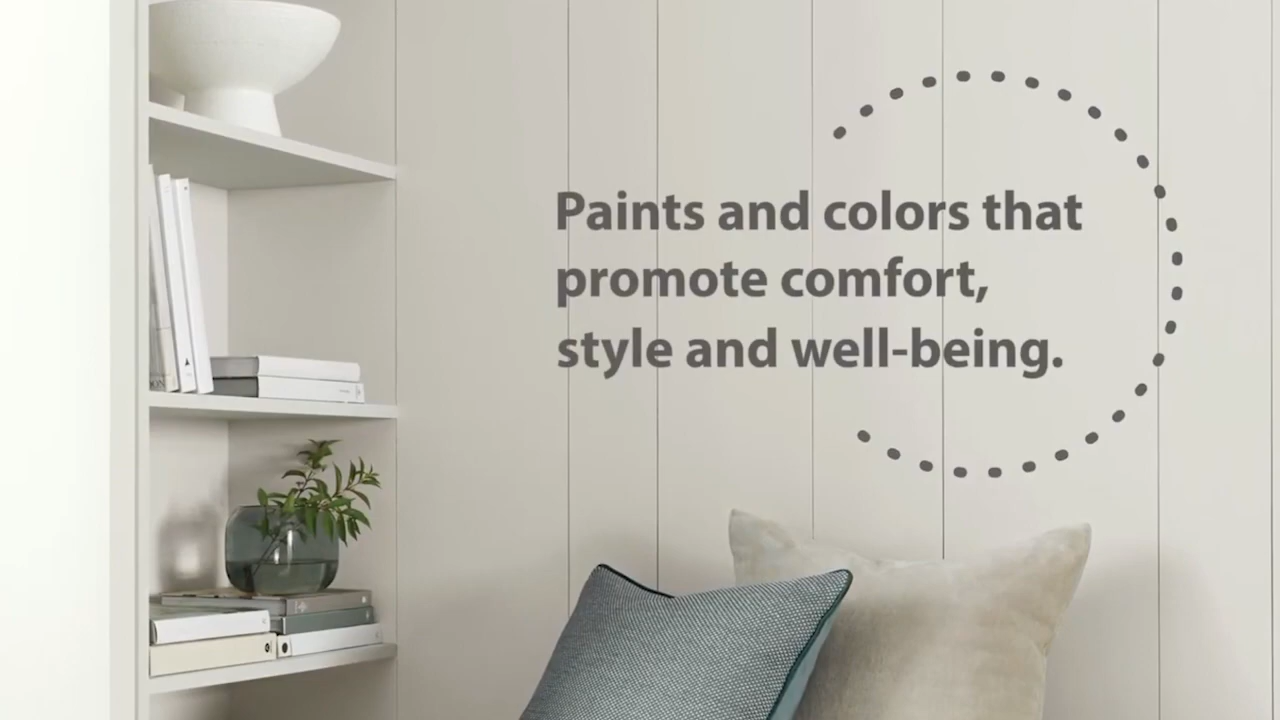 Paints and colors that
promote comfort,
style and well-being.